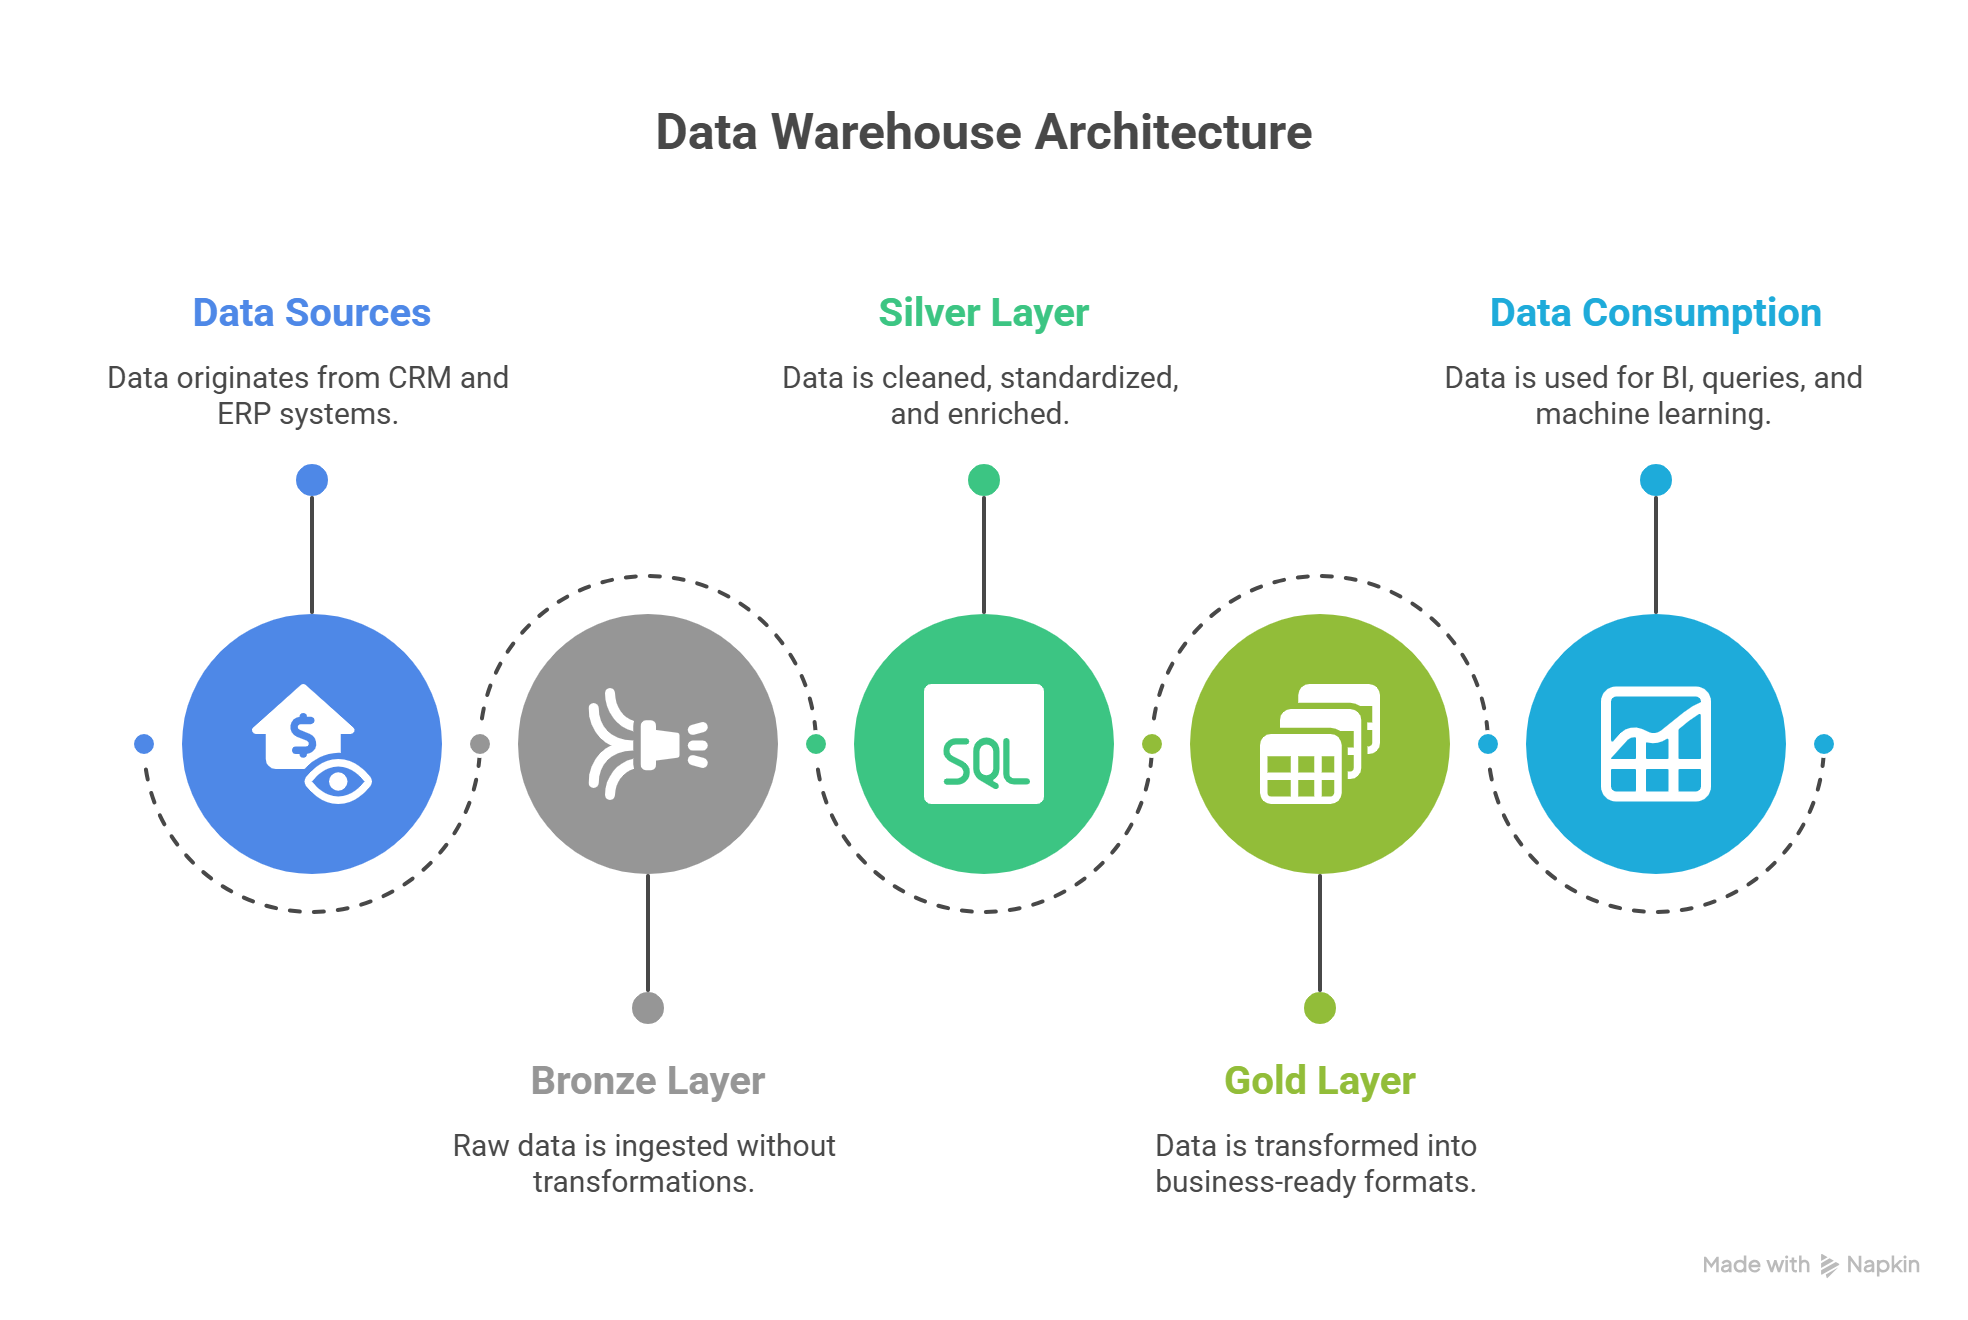 Data Warehouse Architecture
Data Sources
Data originates from CRM and
ERP systems.
Silver Layer
Data is cleaned, standardized,
and enriched.
Data Consumption
Data is used for BI, queries, and
machine learning.
SQL
Bronze Layer
Raw data is ingested without
transformations.
Gold Layer
Data is transformed into
business-ready formats.
Made with Napkin